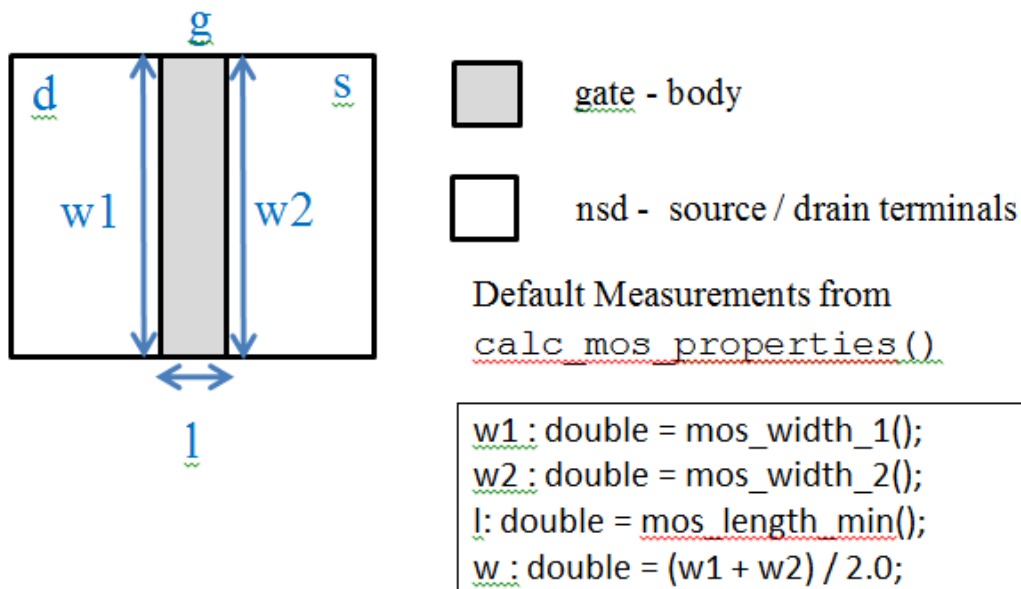 g
d
s
w1
w2
l
gate - body
nsd - source / drain terminals
Default Measurements from
calc_mos_properties()
w1 : double = mos_width_1();
w2 : double = mos_width_2();
l: double = mos_length_min();
w : double = (w1 + w2) / 2.0;